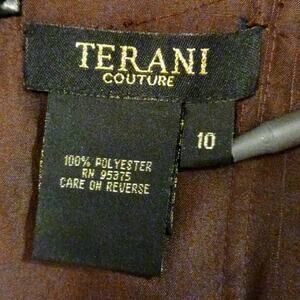 TERANI
COUTURE
10
100% POLYESTER
RN 95375
CARE ON REVERSE